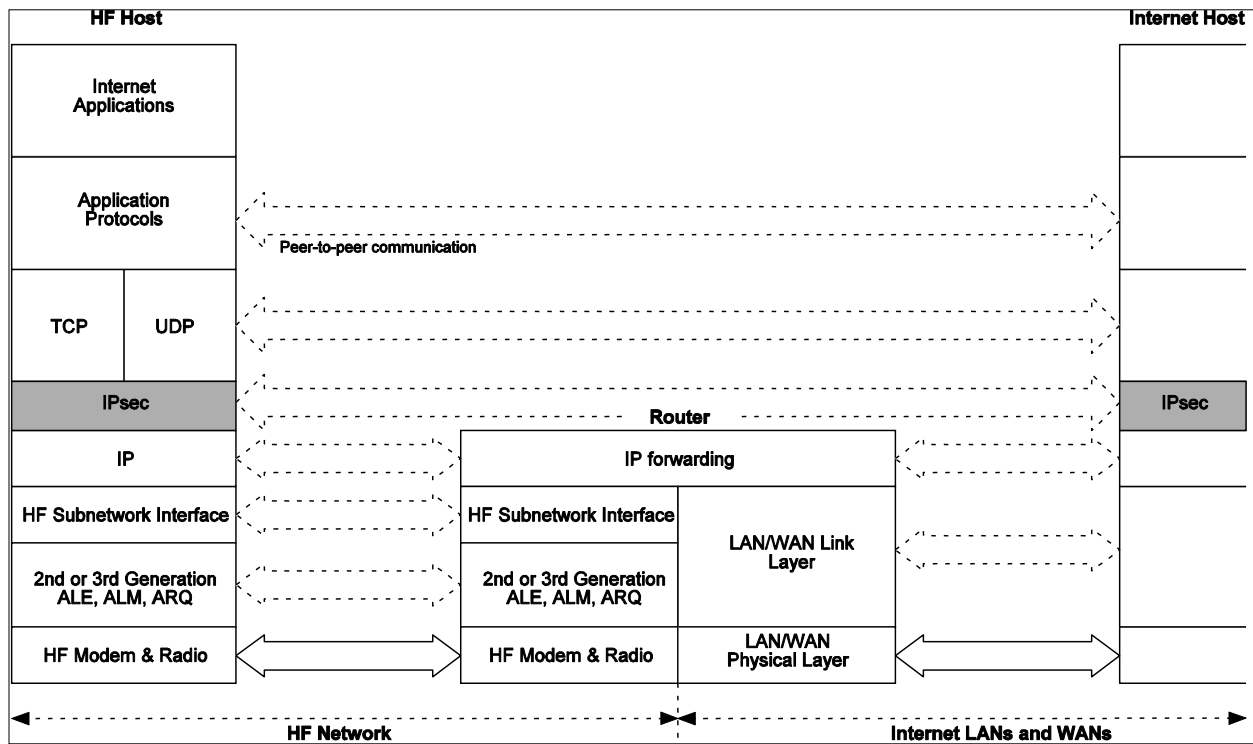 HF Host
Internet Host
Internet
Applications
Application
Protocols
Peer-to-peer communication
TCP
UDP
IPsec
IPsec
Router
IP
IP forwarding
HF Subnetwork Interface
HF Subnetwork Interface
LAN/WAN Link
Layer
2nd or 3rd Generation
ALE, ALM, ARQ
2nd or 3rd Generation
ALE, ALM, ARQ
HF Modem & Radio
HF Modem & Radio
LAN/WAN
Physical Layer
HF Network
Internet LANs and WANs